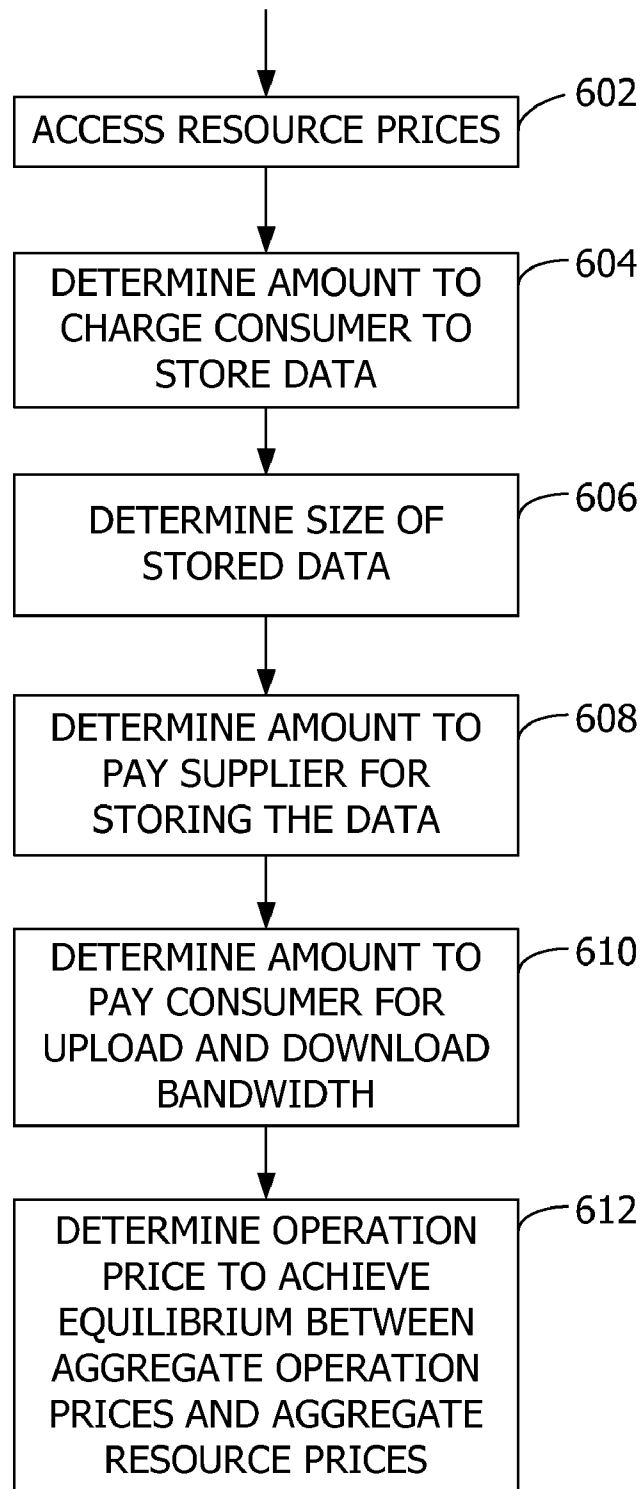 602
ACCESS RESOURCE PRICES
604
DETERMINE AMOUNT TO
CHARGE CONSUMER TO
STORE DATA
606
DETERMINE SIZE OF
STORED DATA
608
DETERMINE AMOUNT TO
PAY SUPPLIER FOR
STORING THE DATA
610
DETERMINE AMOUNT TO
PAY CONSUMER FOR
UPLOAD AND DOWNLOAD
BANDWIDTH
612
DETERMINE OPERATION
PRICE TO ACHIEVE
EQUILIBRIUM BETWEEN
AGGREGATE OPERATION
PRICES AND AGGREGATE
RESOURCE PRICES